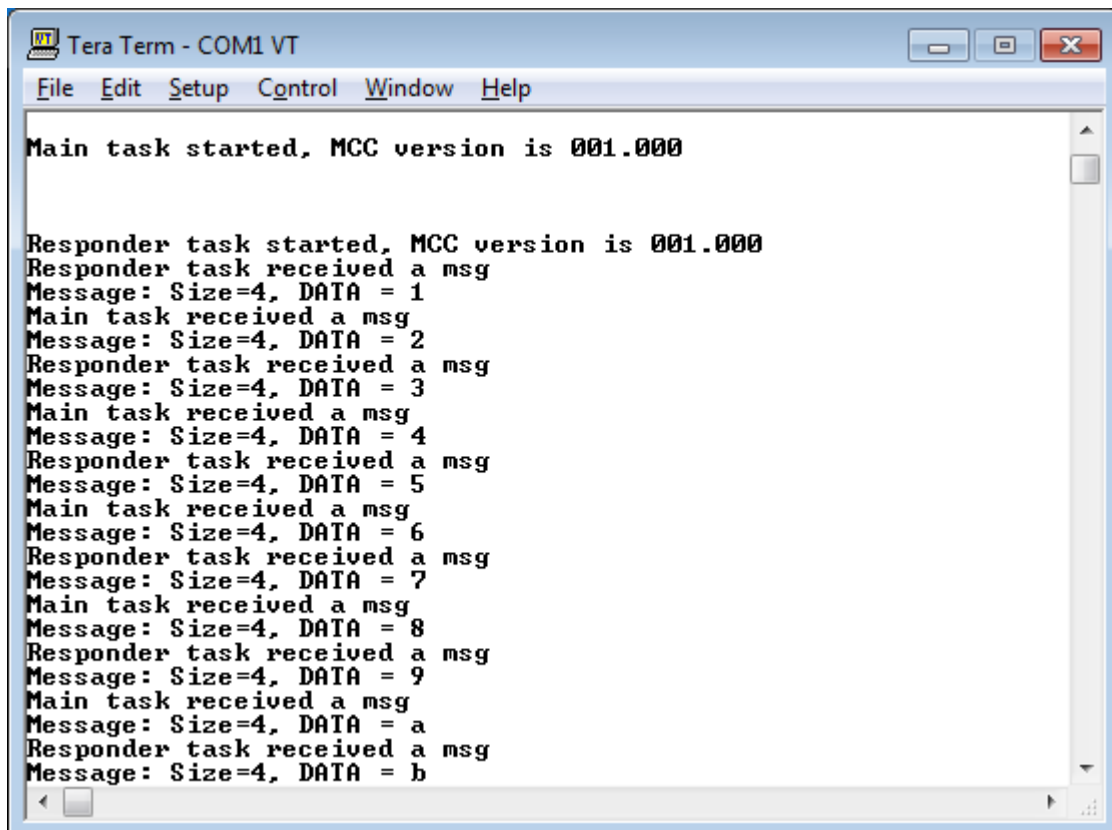 Tera Term - COM1 VT
File Edit Setup Control Window Help
Main task started, MCC version is 001.000
Responder task started, MCC version is 001.000
Responder task received a msg
Message: Size=4, DATA = 1
Main task received a msg
Message: Size=4, DATA = 2
Responder task received a msg
Message: Size=4, DATA = 3
Main task received a msg
Message: Size=4, DATA = 4
Responder task received a msg
Message: Size=4, DATA = 5
Main task received a msg
Message: Size=4, DATA = 6
Responder task received a msg
Message: Size=4, DATA = 7
Main task received a msg
Message: Size=4, DATA = 8
Responder task received a msg
Message: Size=4, DATA = 9
Main task received a msg
Message: Size=4, DATA = a
Responder task received a msg
Message: Size=4, DATA = b